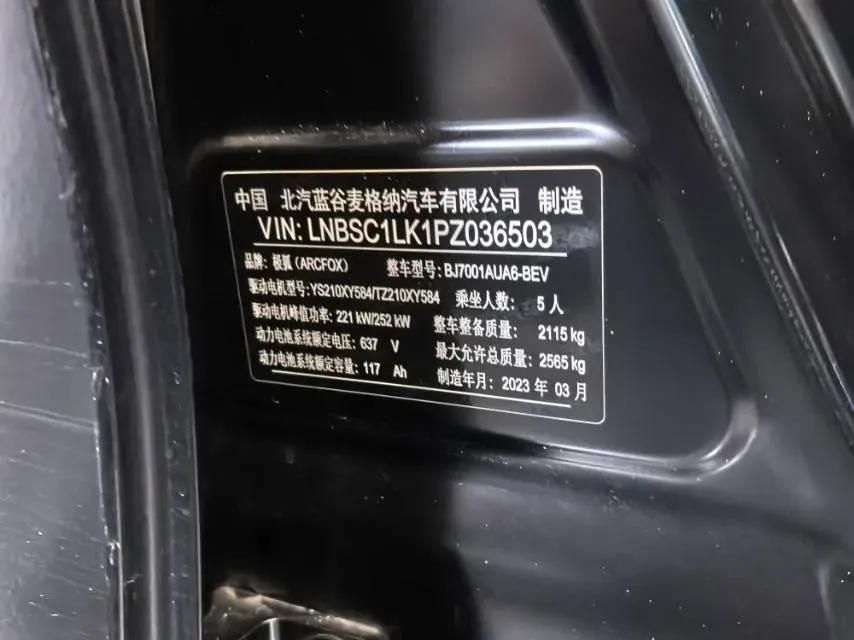 中国 北汽蓝谷麦格纳汽车有限公司 制造
VIN: LNBSC1LK1PZ036503
品牌: 极狐 (ARCFOX) 整车型号: BJ7001AUA6-BEV
驱动电机型号: YS210XY584/TZ210XY584 乘坐人数: 5 人
驱动电机峰值功率: 221 kW/252 kW 整车整备质量: 2115 kg
动力电池系统额定电压: 637 V 最大允许总质量: 2565 kg
动力电池系统额定容量: 117 Ah 制造年月: 2023 年 03 月